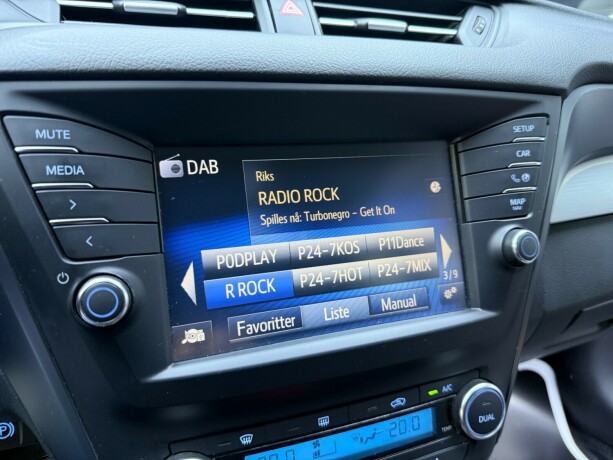 MUTE
MEDIA
DAB
Riks
RADIO ROCK
Spilles nå: Turbonegro - Get It On
P0DPLAY P24-7KOS P11Dance
R ROCK P24-7HOT P24-7MIX
3/9
Favoritter Liste Manual
SETUP
CAR
MAP
A/C
DUAL
TEMP
20.0
20.0